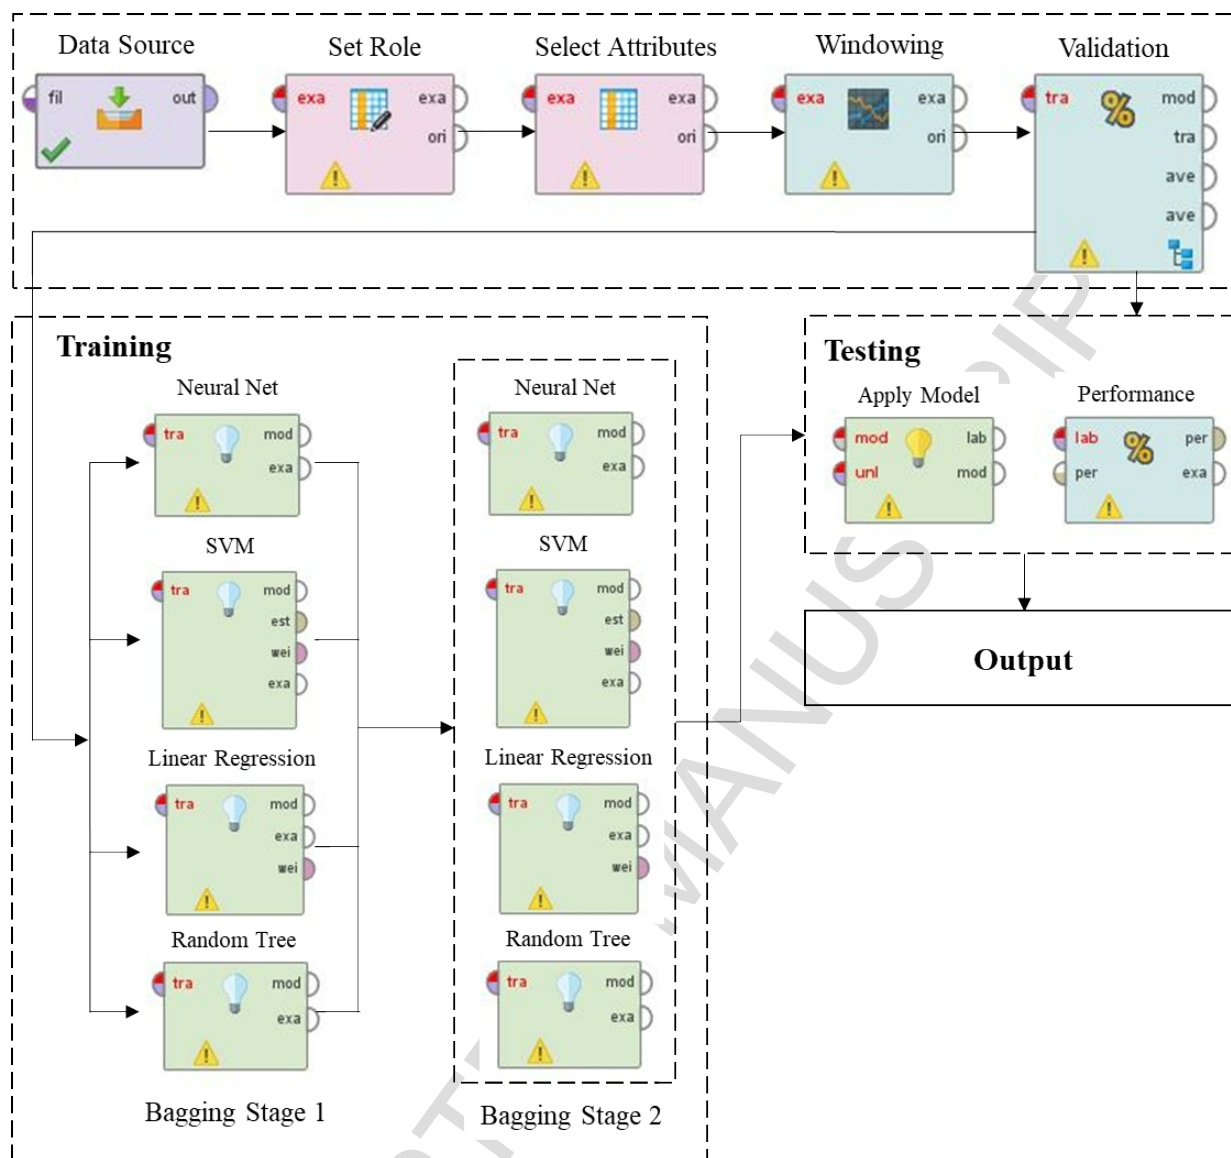 Data Source
Set Role
Select Attributes
Windowing
Validation
fil out
exa exa
ori
exa exa
ori
exa exa
ori
tra mod
tra
ave
ave
Training
Neural Net
tra mod
exa
SVM
tra mod
est
wei
exa
Linear Regression
tra mod
exa
wei
Random Tree
tra mod
exa
Bagging Stage 1
Neural Net
tra mod
exa
SVM
tra mod
est
wei
exa
Linear Regression
tra mod
exa
wei
Random Tree
tra mod
exa
Bagging Stage 2
Testing
Apply Model
mod lab
unl mod
Performance
% lab per
per exa
Output